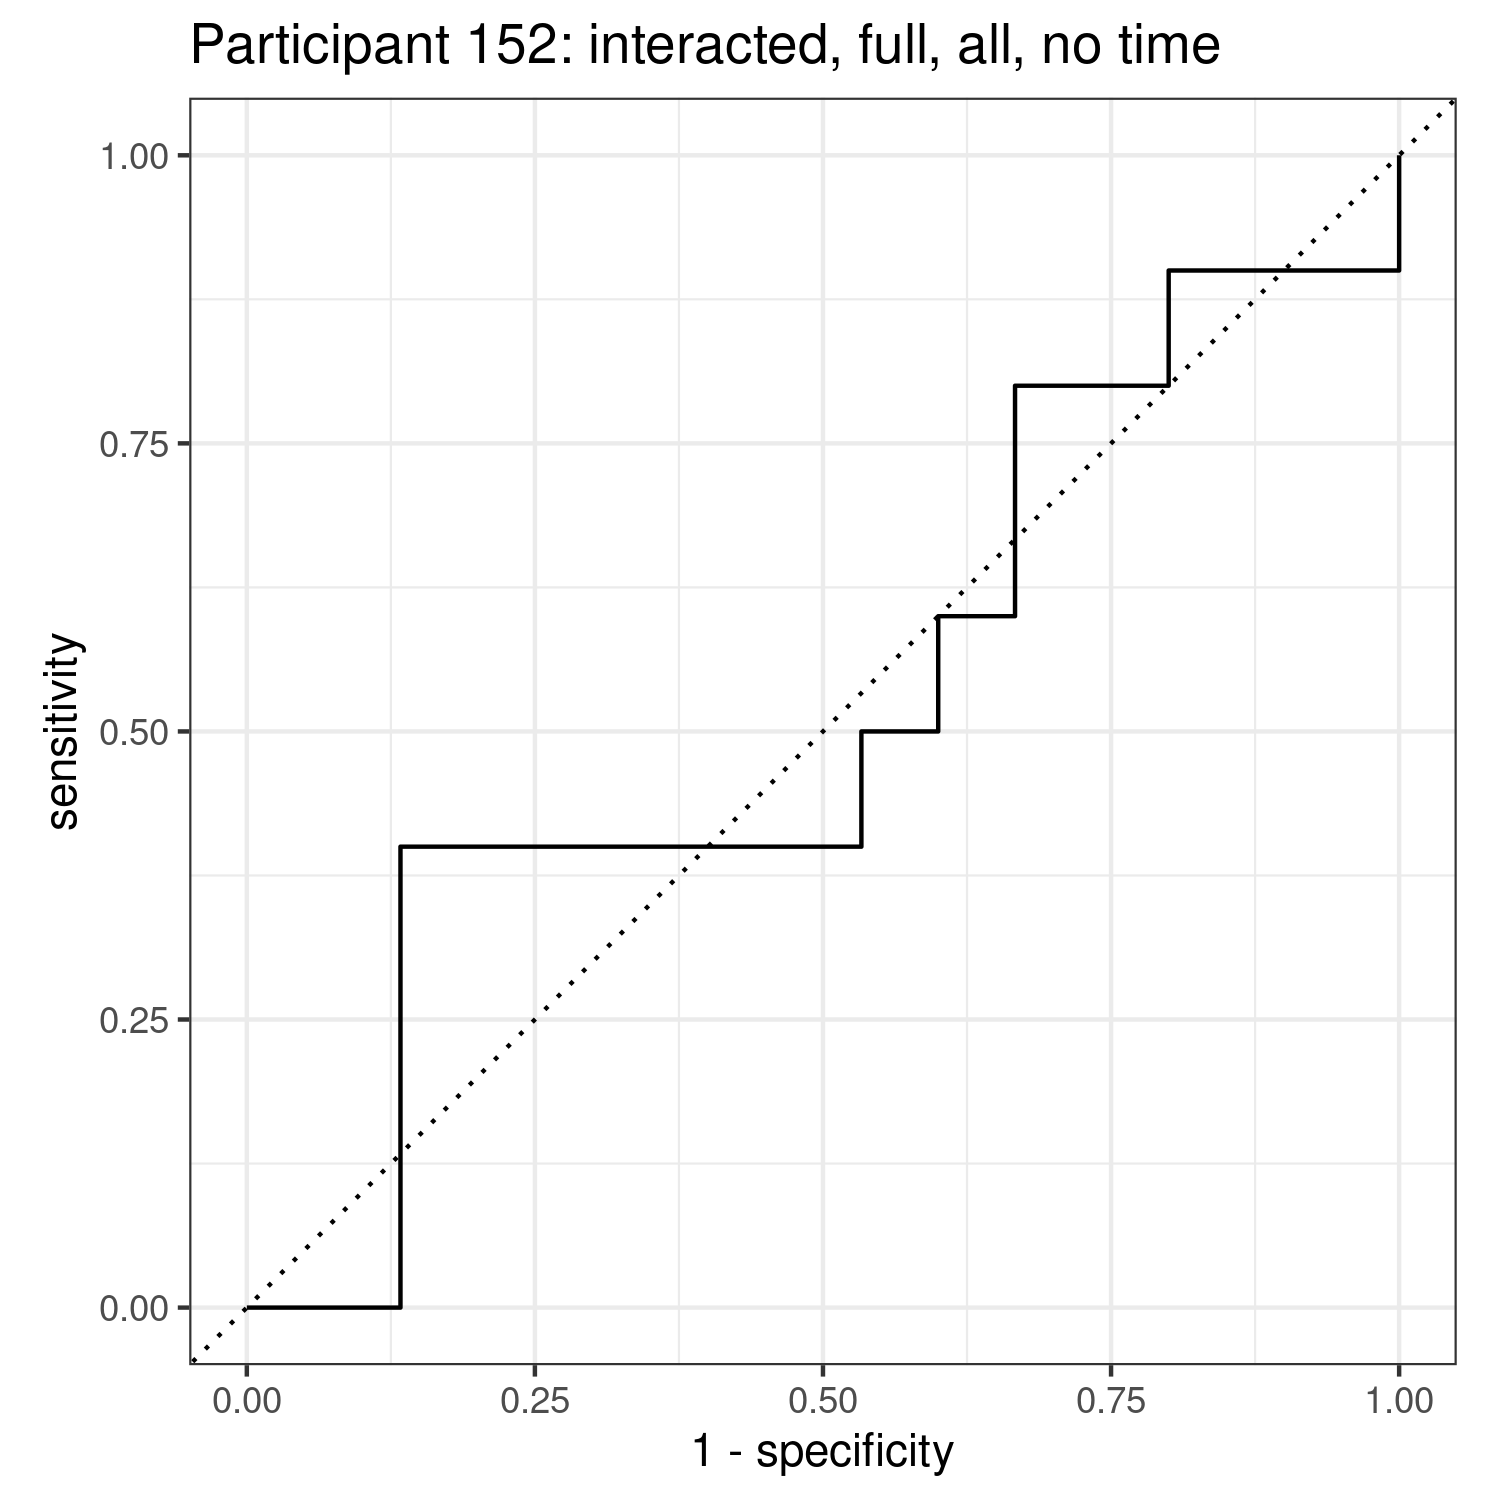 Participant 152: interacted, full, all, no time
1.00
0.75
0.50
0.25
0.00
sensitivity
0.00 0.25 0.50 0.75 1.00
1 - specificity